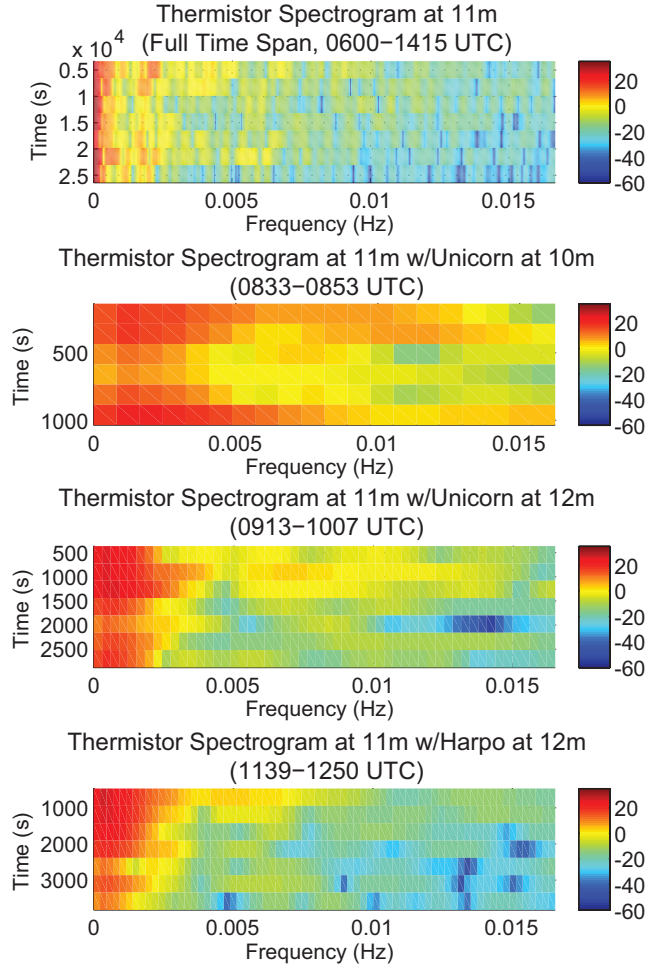 Thermistor Spectrogram at 11m
(Full Time Span, 0600−1415 UTC)
x 10^4
0.5
1
1.5
2
2.5
Time (s)
0 0.005 0.01 0.015
Frequency (Hz)
20
0
-20
-40
-60
Thermistor Spectrogram at 11m w/Unicorn at 10m
(0833−0853 UTC)
500
1000
Time (s)
0 0.005 0.01 0.015
20
0
-20
-40
-60
Thermistor Spectrogram at 11m w/Unicorn at 12m
(0913−1007 UTC)
500
1000
1500
2000
2500
Time (s)
0 0.005 0.01 0.015
20
0
-20
-40
-60
Thermistor Spectrogram at 11m w/Harpo at 12m
(1139−1250 UTC)
1000
2000
3000
Time (s)
0 0.005 0.01 0.015
Frequency (Hz)
20
0
-20
-40
-60